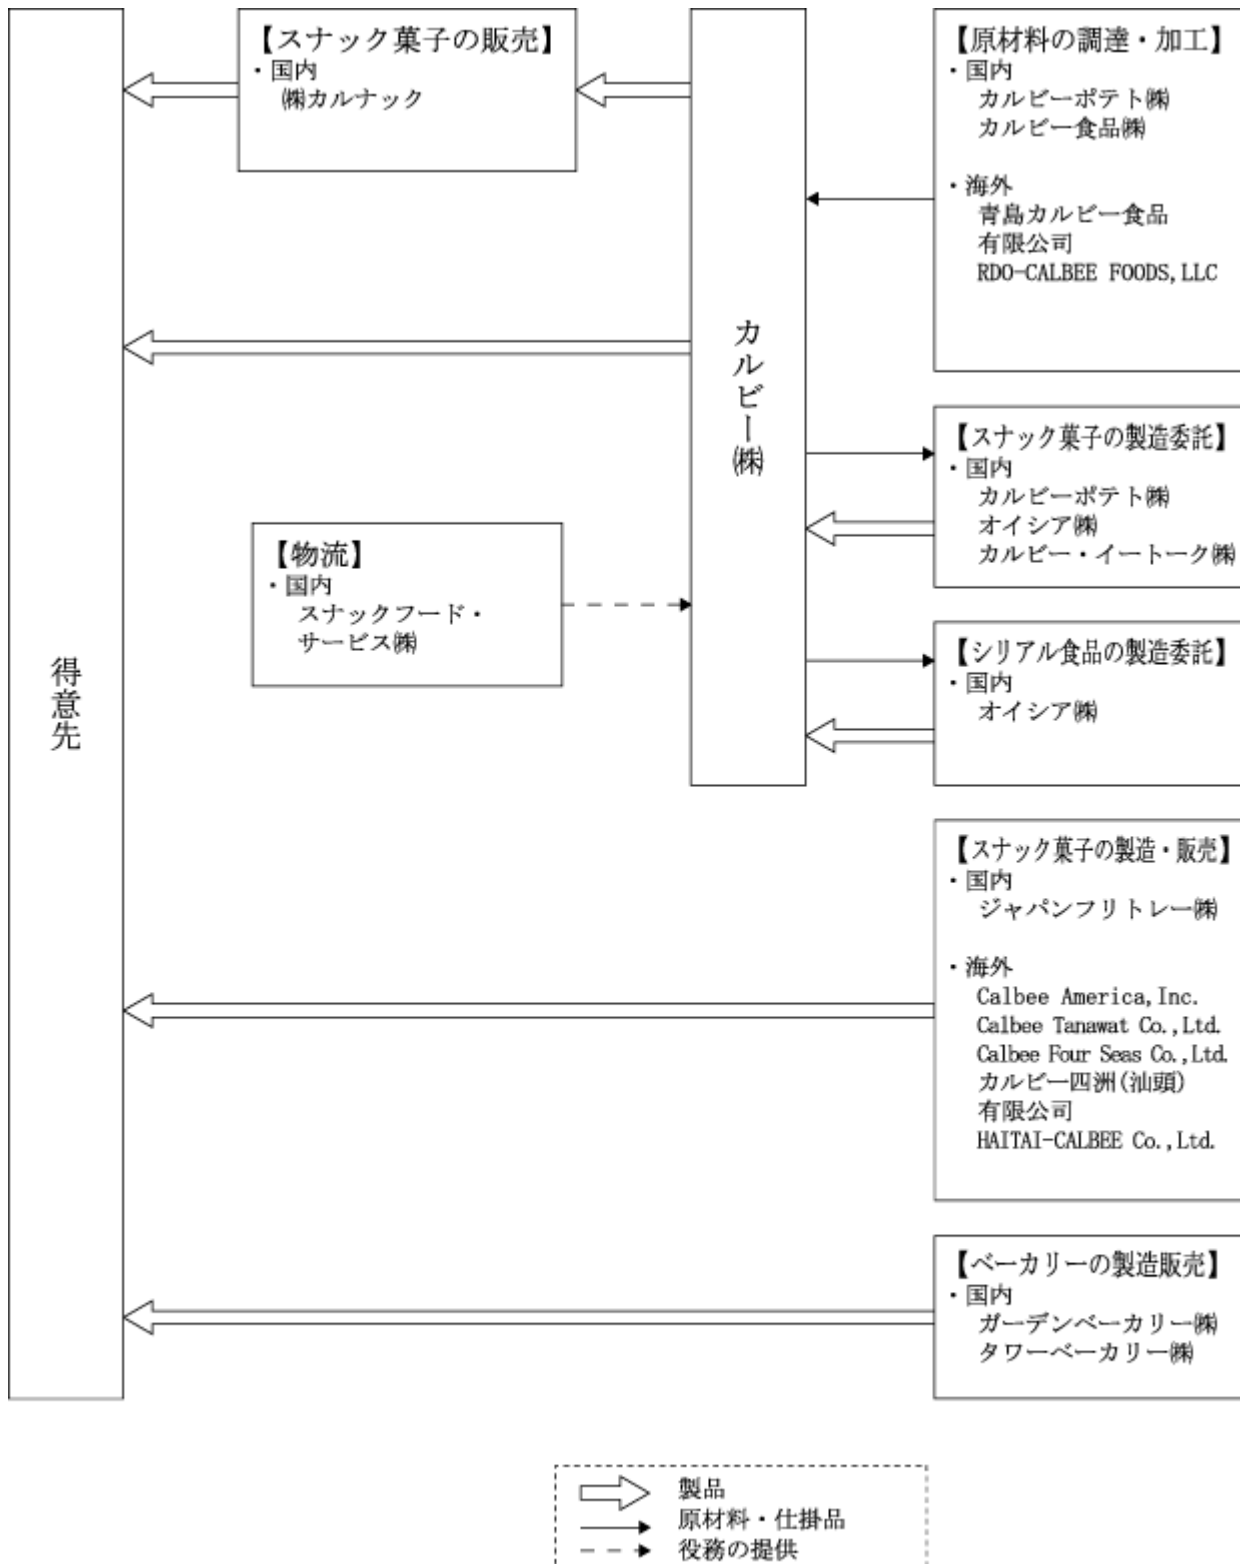 【スナック菓子の販売】
・国内
㈱カルナック
【原材料の調達・加工】
・国内
カルビーポテト㈱
カルビー食品㈱
・海外
青島カルビー食品
有限公司
RDO-CALBEE FOODS,LLC
カルビー㈱
【スナック菓子の製造委託】
・国内
カルビーポテト㈱
オイシア㈱
カルビー・イートーク㈱
【物流】
・国内
スナックフード・
サービス㈱
【シリアル食品の製造委託】
・国内
オイシア㈱
得意先
【スナック菓子の製造・販売】
・国内
ジャパンフリトレー㈱
・海外
Calbee America,Inc.
Calbee Tanawat Co.,Ltd.
Calbee Four Seas Co.,Ltd.
カルビー四洲(汕頭)
有限公司
HAITAI-CALBEE Co.,Ltd.
【ベーカリーの製造販売】
・国内
ガーデンベーカリー㈱
タワーベーカリー㈱
製品
原材料・仕掛品
役務の提供